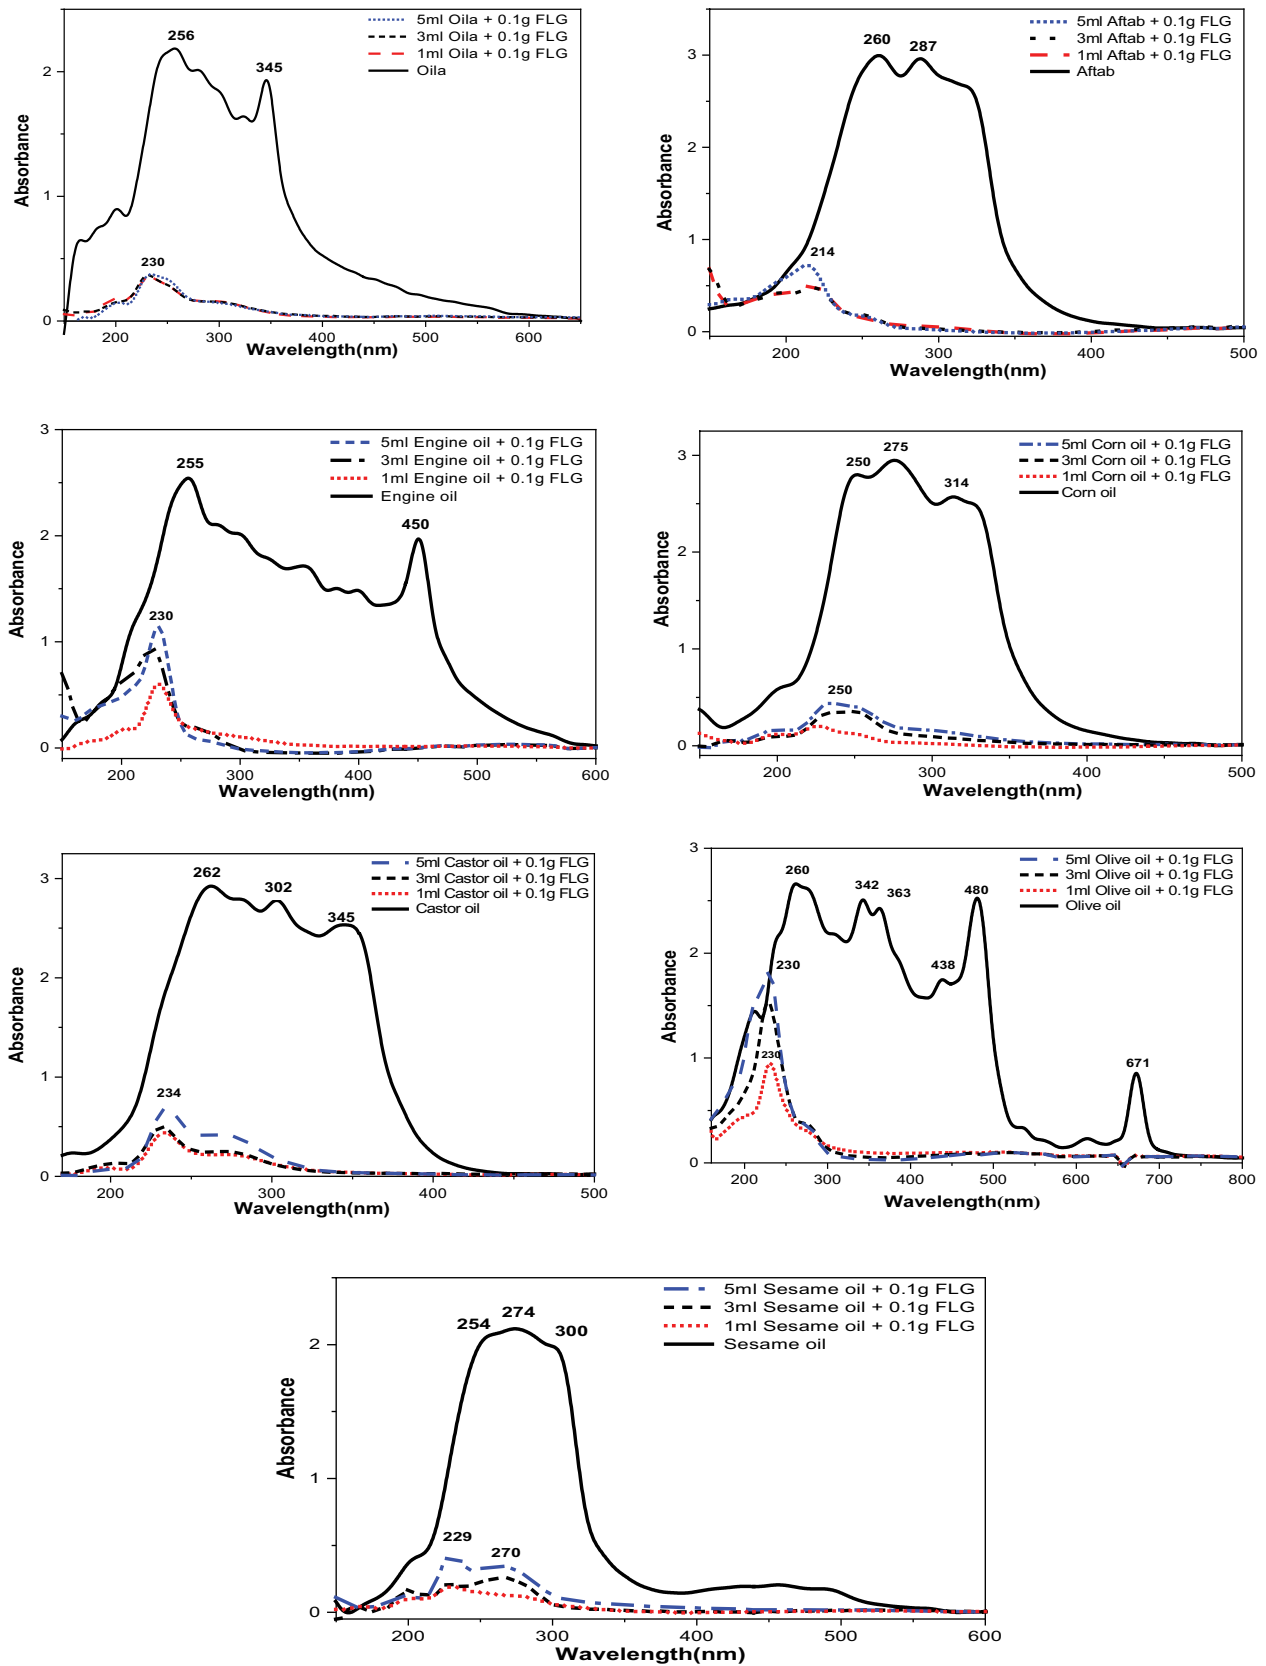 5ml Oila + 0.1g FLG
3ml Oila + 0.1g FLG
1ml Oila + 0.1g FLG
Oila
256
345
230
2
1
0
200
300
400
500
600
Absorbance
Wavelength(nm)
5ml Aftab + 0.1g FLG
3ml Aftab + 0.1g FLG
1ml Aftab + 0.1g FLG
Aftab
260
287
214
3
2
1
0
200
300
400
500
Absorbance
Wavelength(nm)
5ml Engine oil + 0.1g FLG
3ml Engine oil + 0.1g FLG
1ml Engine oil + 0.1g FLG
Engine oil
255
450
230
3
2
1
0
200
300
400
500
600
Absorbance
Wavelength(nm)
5ml Corn oil + 0.1g FLG
3ml Corn oil + 0.1g FLG
1ml Corn oil + 0.1g FLG
Corn oil
250
275
314
250
3
2
1
0
200
300
400
500
Absorbance
Wavelength(nm)
5ml Castor oil + 0.1g FLG
3ml Castor oil + 0.1g FLG
1ml Castor oil + 0.1g FLG
Castor oil
262
302
345
234
3
2
1
0
200
300
400
500
Absorbance
Wavelength(nm)
5ml Olive oil + 0.1g FLG
3ml Olive oil + 0.1g FLG
1ml Olive oil + 0.1g FLG
Olive oil
260
342
363
480
438
230
230
671
3
2
1
0
200
300
400
500
600
700
800
Absorbance
Wavelength(nm)
5ml Sesame oil + 0.1g FLG
3ml Sesame oil + 0.1g FLG
1ml Sesame oil + 0.1g FLG
Sesame oil
254
274
300
229
270
2
1
0
200
300
400
500
600
Absorbance
Wavelength(nm)